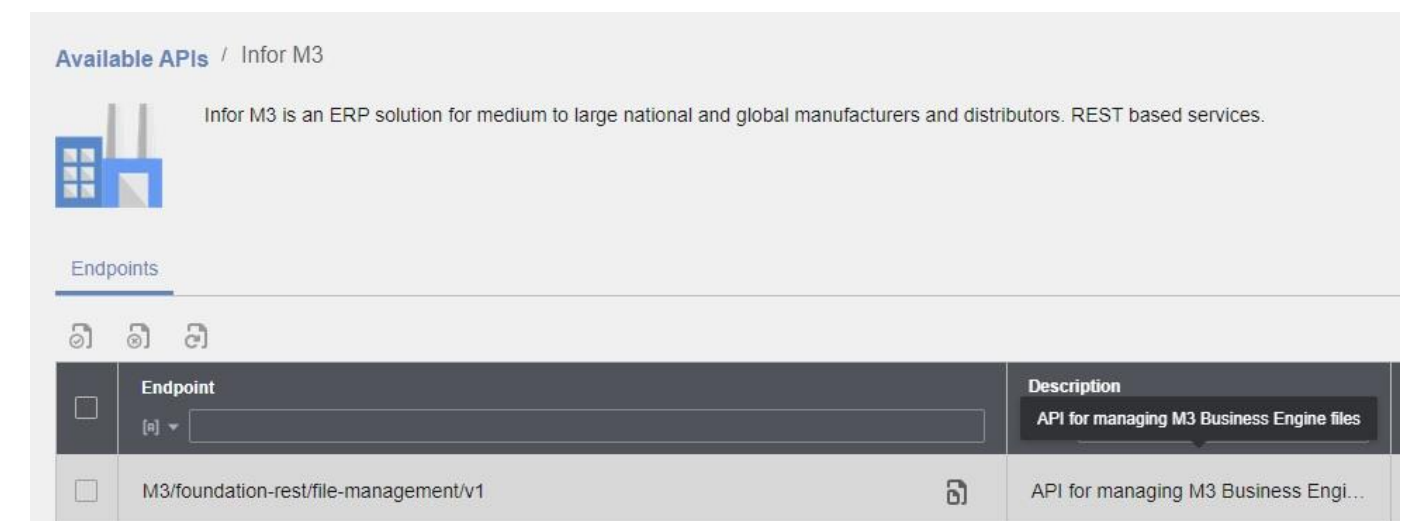 Available APIs / Infor M3
Infor M3 is an ERP solution for medium to large national and global manufacturers and distributors. REST based services.
Endpoints
Endpoint
Description
[a]
API for managing M3 Business Engine files
M3/foundation-rest/file-management/v1
API for managing M3 Business Engi...